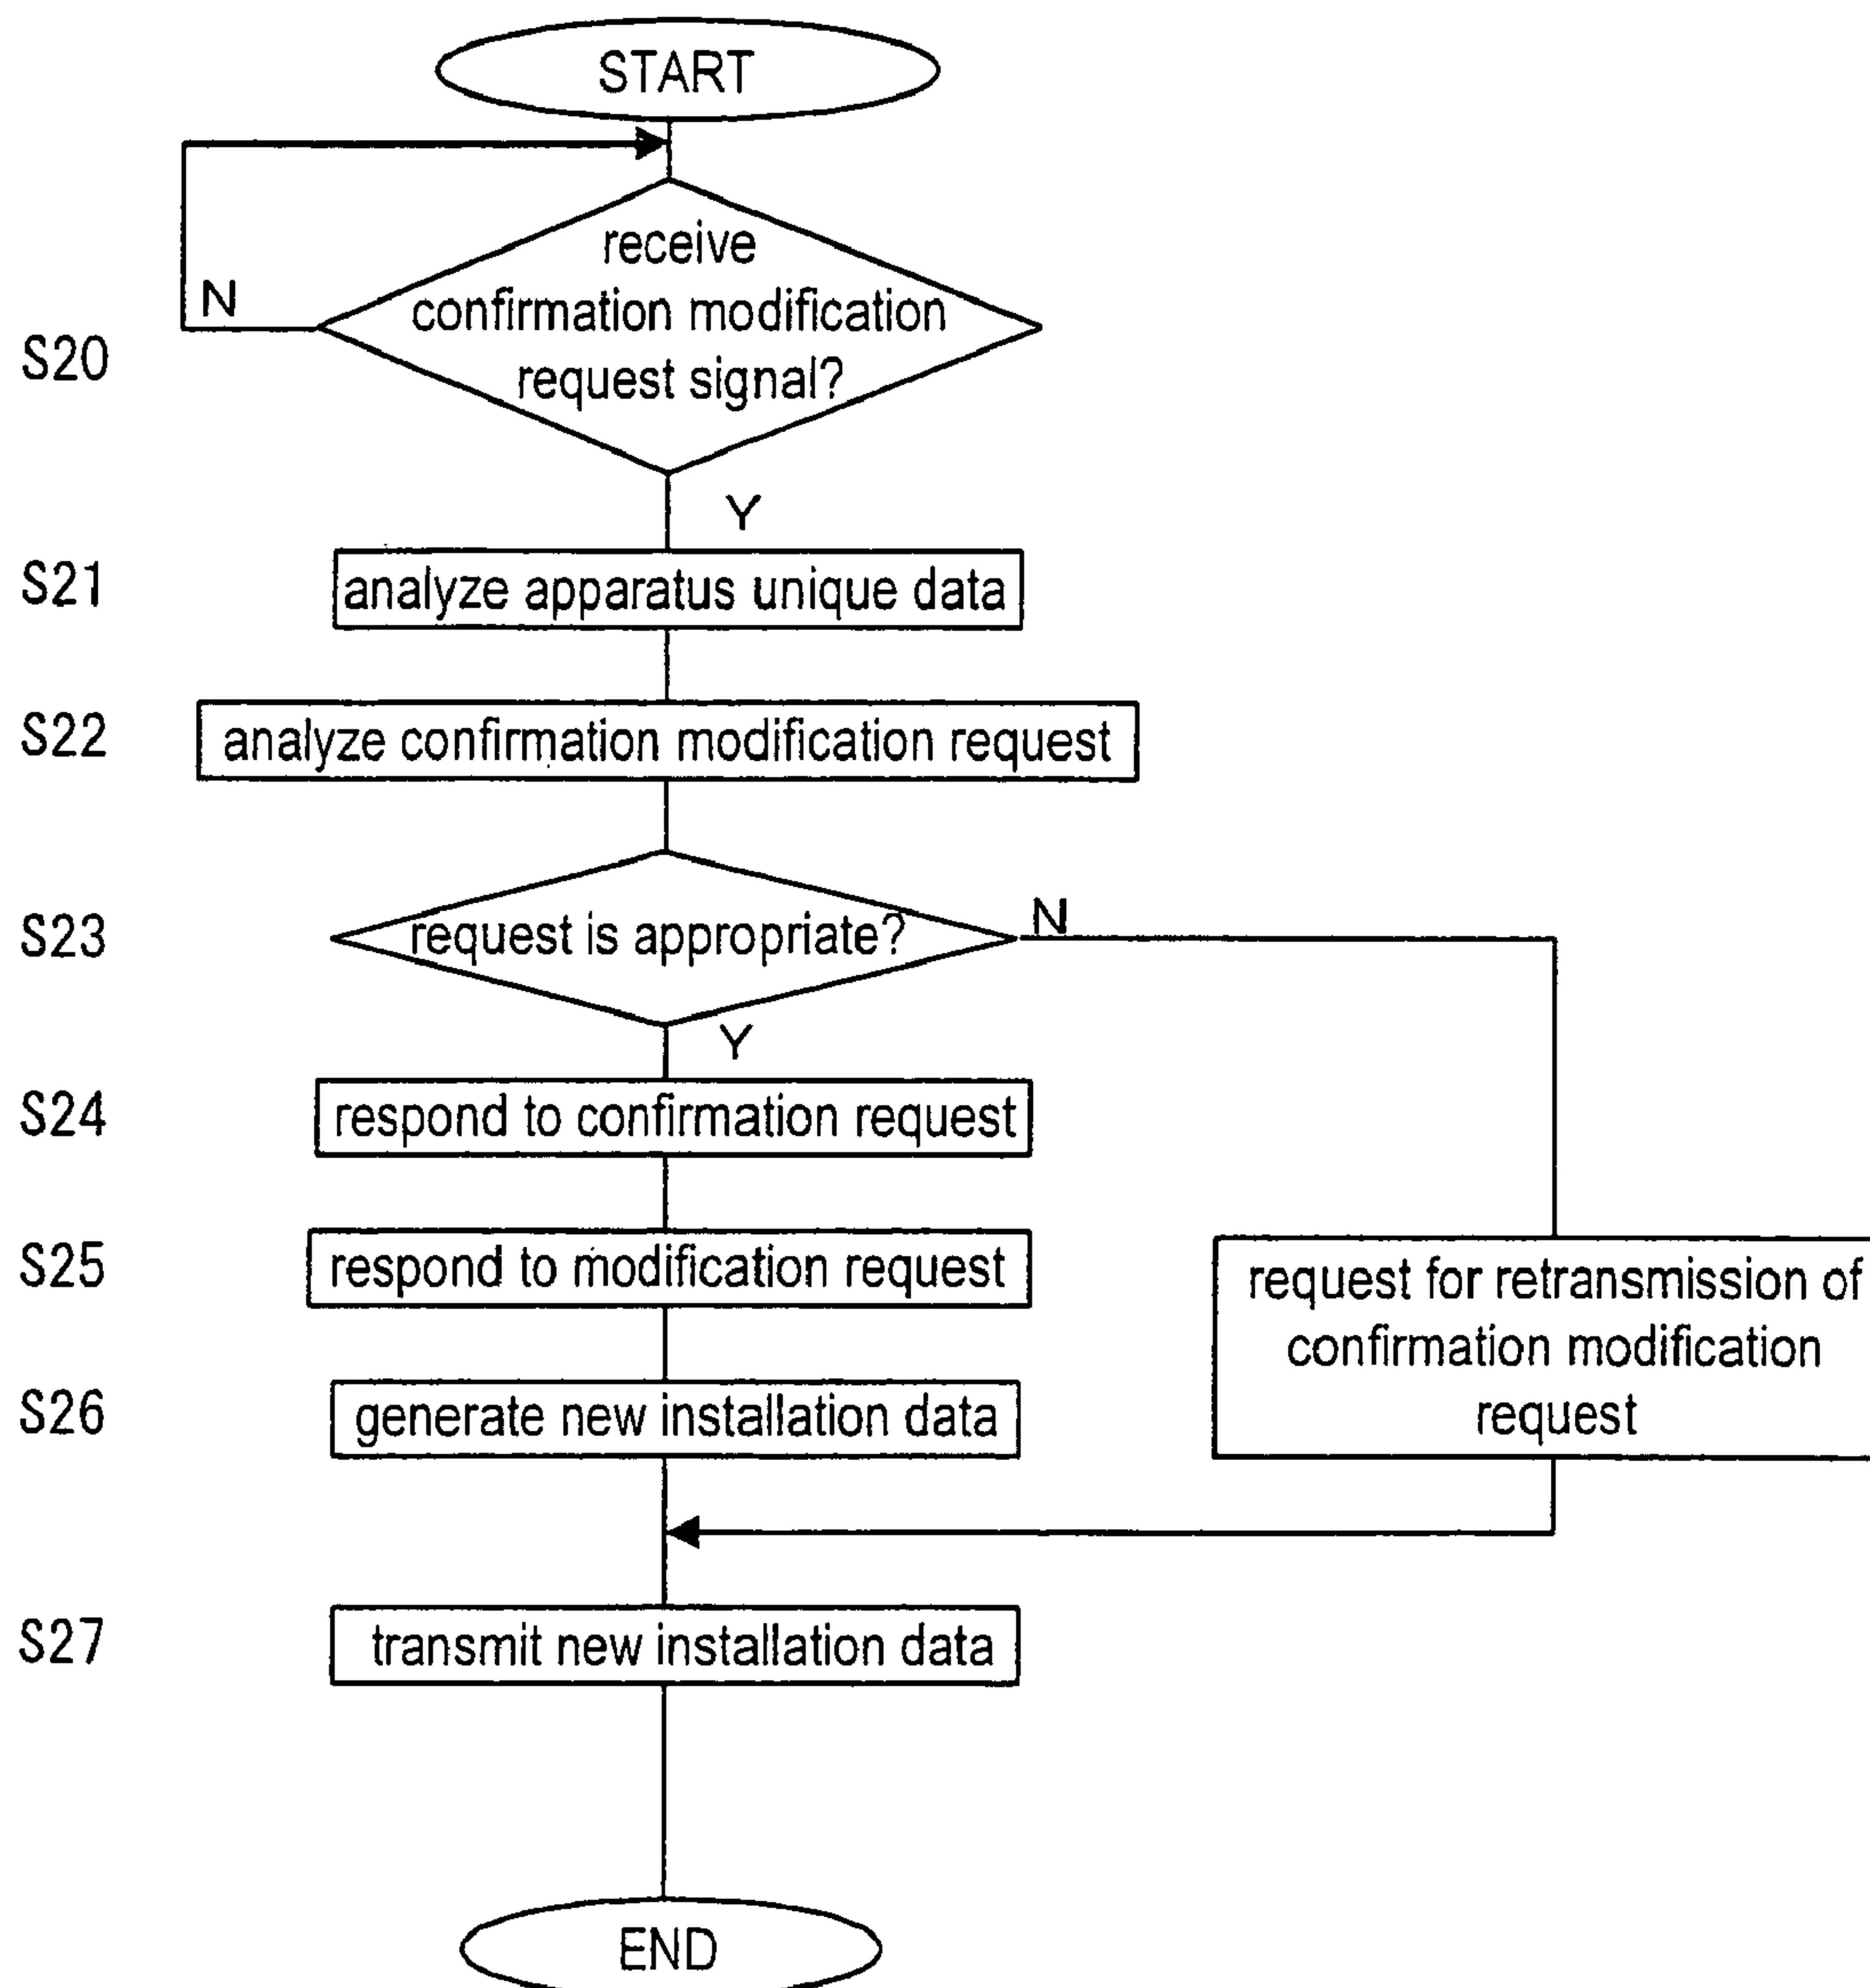 START
N
receive
confirmation modification
request signal?
S20
Y
S21
analyze apparatus unique data
S22
analyze confirmation modification request
S23
request is appropriate?
N
Y
S24
respond to confirmation request
S25
respond to modification request
request for retransmission of
confirmation modification
request
S26
generate new installation data
S27
transmit new installation data
END